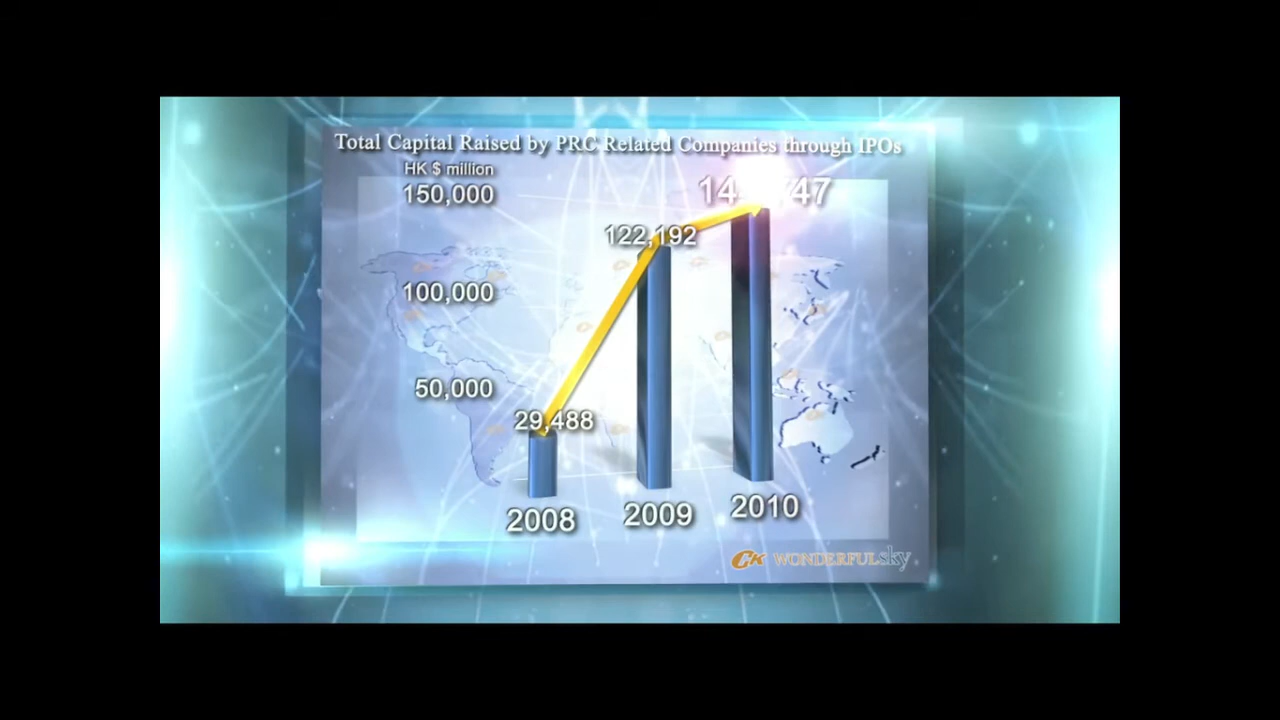 Total Capital Raised by PRC Related Companies through IPOs
HK $ million
150,000
122,192
100,000
50,000
29,488
2008
2009
2010
CK WONDERFULsky